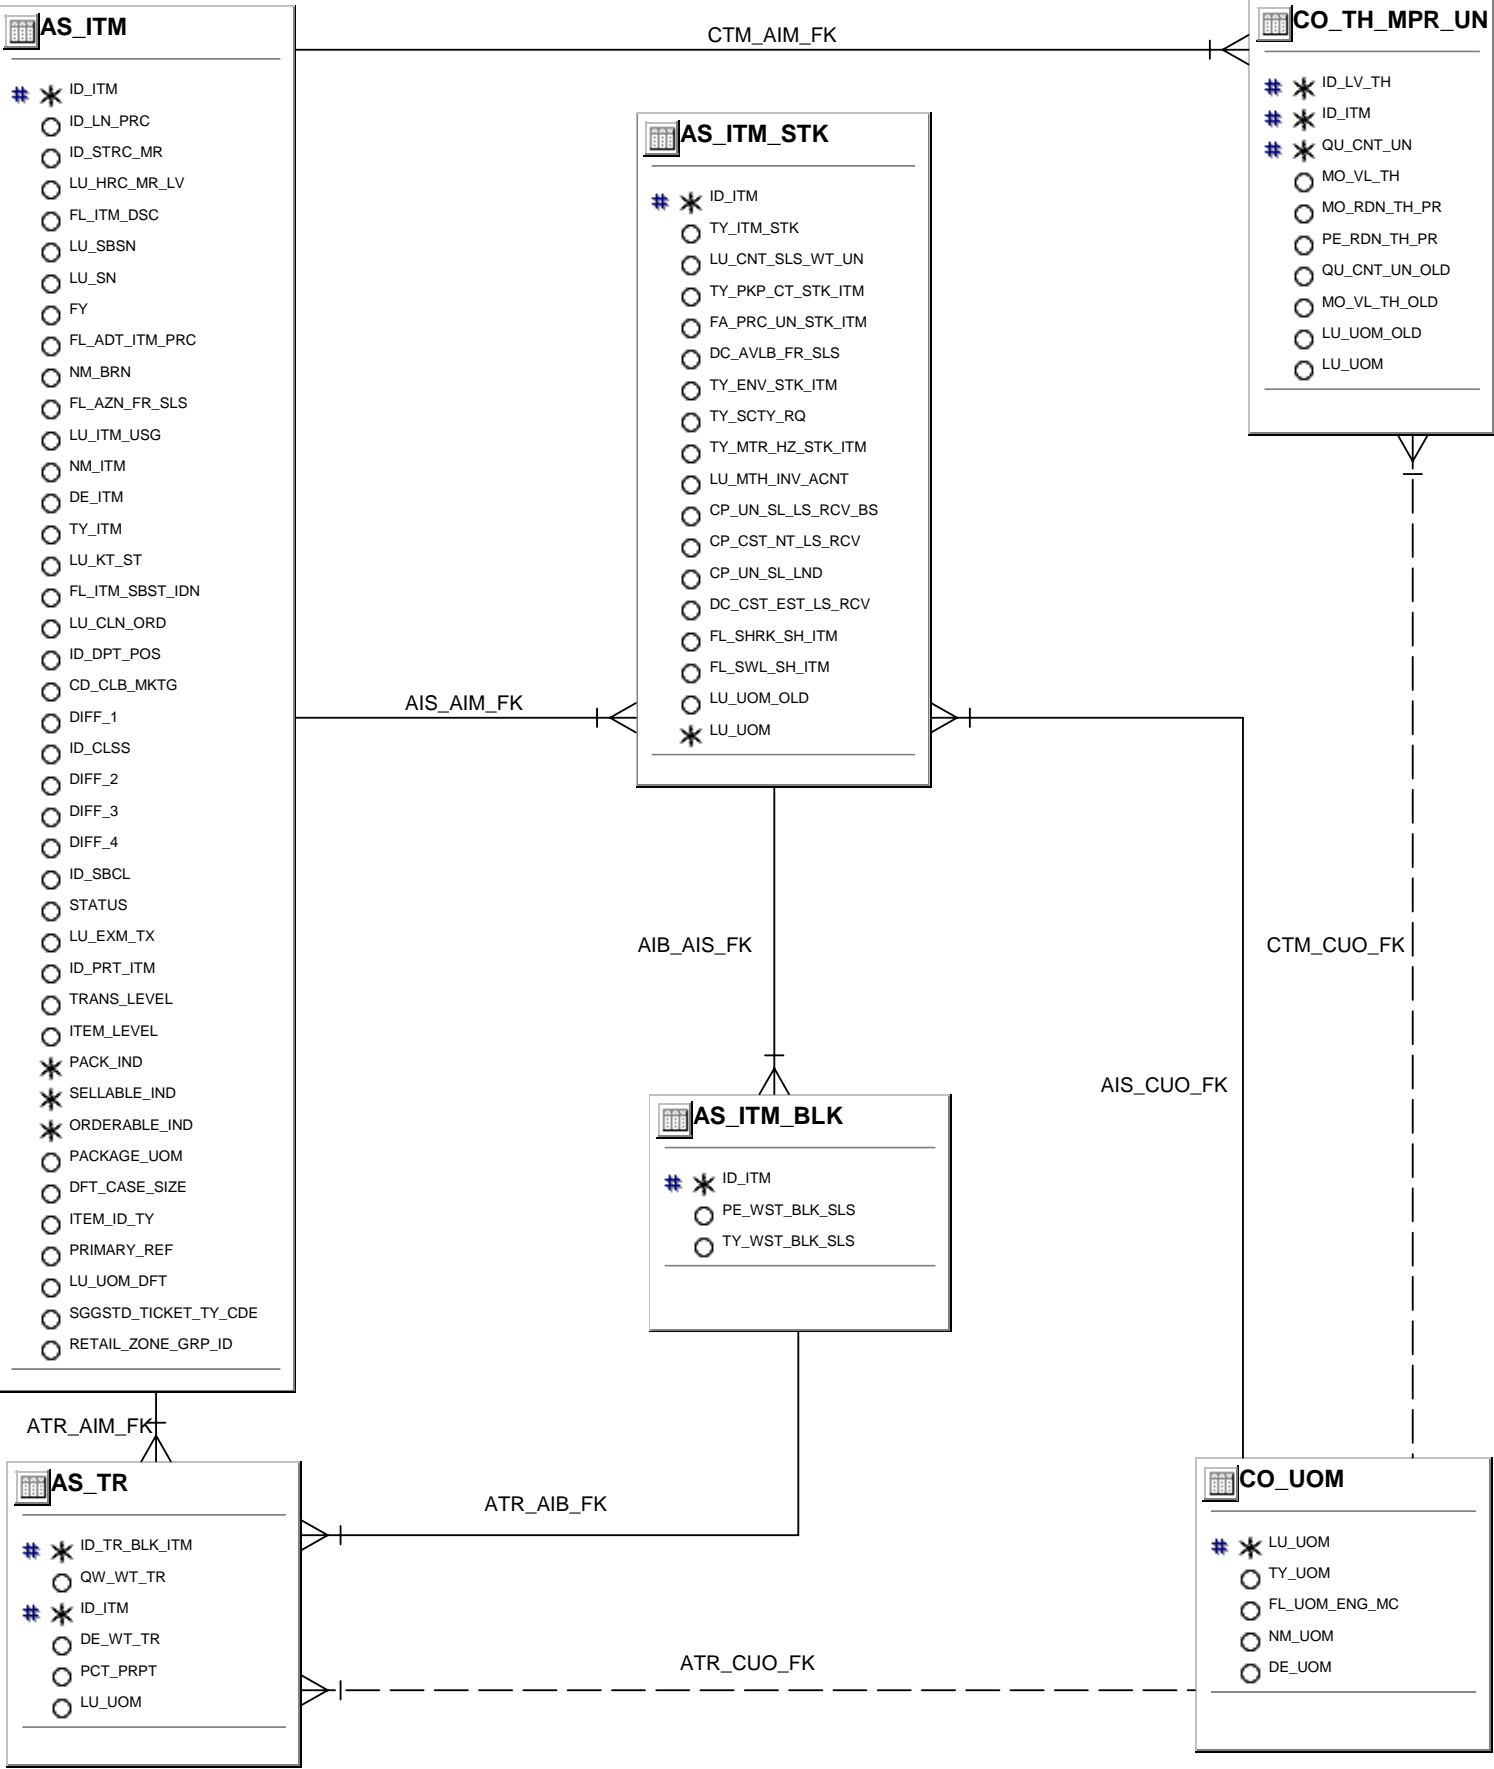 AS_ITM
ID_ITM
ID_LN_PRC
ID_STRC_MR
LU_HRC_MR_LV
FL_ITM_DSC
LU_SBSN
LU_SN
FY
FL_ADT_ITM_PRC
NM_BRN
FL_AZN_FR_SLS
LU_ITM_USG
NM_ITM
DE_ITM
TY_ITM
LU_KT_ST
FL_ITM_SBST_IDN
LU_CLN_ORD
ID_DPT_POS
CD_CLB_MKTG
DIFF_1
ID_CLSS
DIFF_2
DIFF_3
DIFF_4
ID_SBCL
STATUS
LU_EXM_TX
ID_PRT_ITM
TRANS_LEVEL
ITEM_LEVEL
PACK_IND
SELLABLE_IND
ORDERABLE_IND
PACKAGE_UOM
DFT_CASE_SIZE
ITEM_ID_TY
PRIMARY_REF
LU_UOM_DFT
SGGSTD_TICKET_TY_CDE
RETAIL_ZONE_GRP_ID
CTM_AIM_FK
CO_TH_MPR_UN
ID_LV_TH
ID_ITM
QU_CNT_UN
MO_VL_TH
MO_RDN_TH_PR
PE_RDN_TH_PR
QU_CNT_UN_OLD
MO_VL_TH_OLD
LU_UOM_OLD
LU_UOM
AS_ITM_STK
ID_ITM
TY_ITM_STK
LU_CNT_SLS_WT_UN
TY_PKP_CT_STK_ITM
FA_PRC_UN_STK_ITM
DC_AVLB_FR_SLS
TY_ENV_STK_ITM
TY_SCTY_RQ
TY_MTR_HZ_STK_ITM
LU_MTH_INV_ACNT
CP_UN_SL_LS_RCV_BS
CP_CST_NT_LS_RCV
CP_UN_SL_LND
DC_CST_EST_LS_RCV
FL_SHRK_SH_ITM
FL_SWL_SH_ITM
LU_UOM_OLD
LU_UOM
AIS_AIM_FK
AIB_AIS_FK
CTM_CUO_FK
AIS_CUO_FK
AS_ITM_BLK
ID_ITM
PE_WST_BLK_SLS
TY_WST_BLK_SLS
ATR_AIM_FK
AS_TR
ID_TR_BLK_ITM
QW_WT_TR
ID_ITM
DE_WT_TR
PCT_PRPT
LU_UOM
ATR_AIB_FK
ATR_CUO_FK
CO_UOM
LU_UOM
TY_UOM
FL_UOM_ENG_MC
NM_UOM
DE_UOM